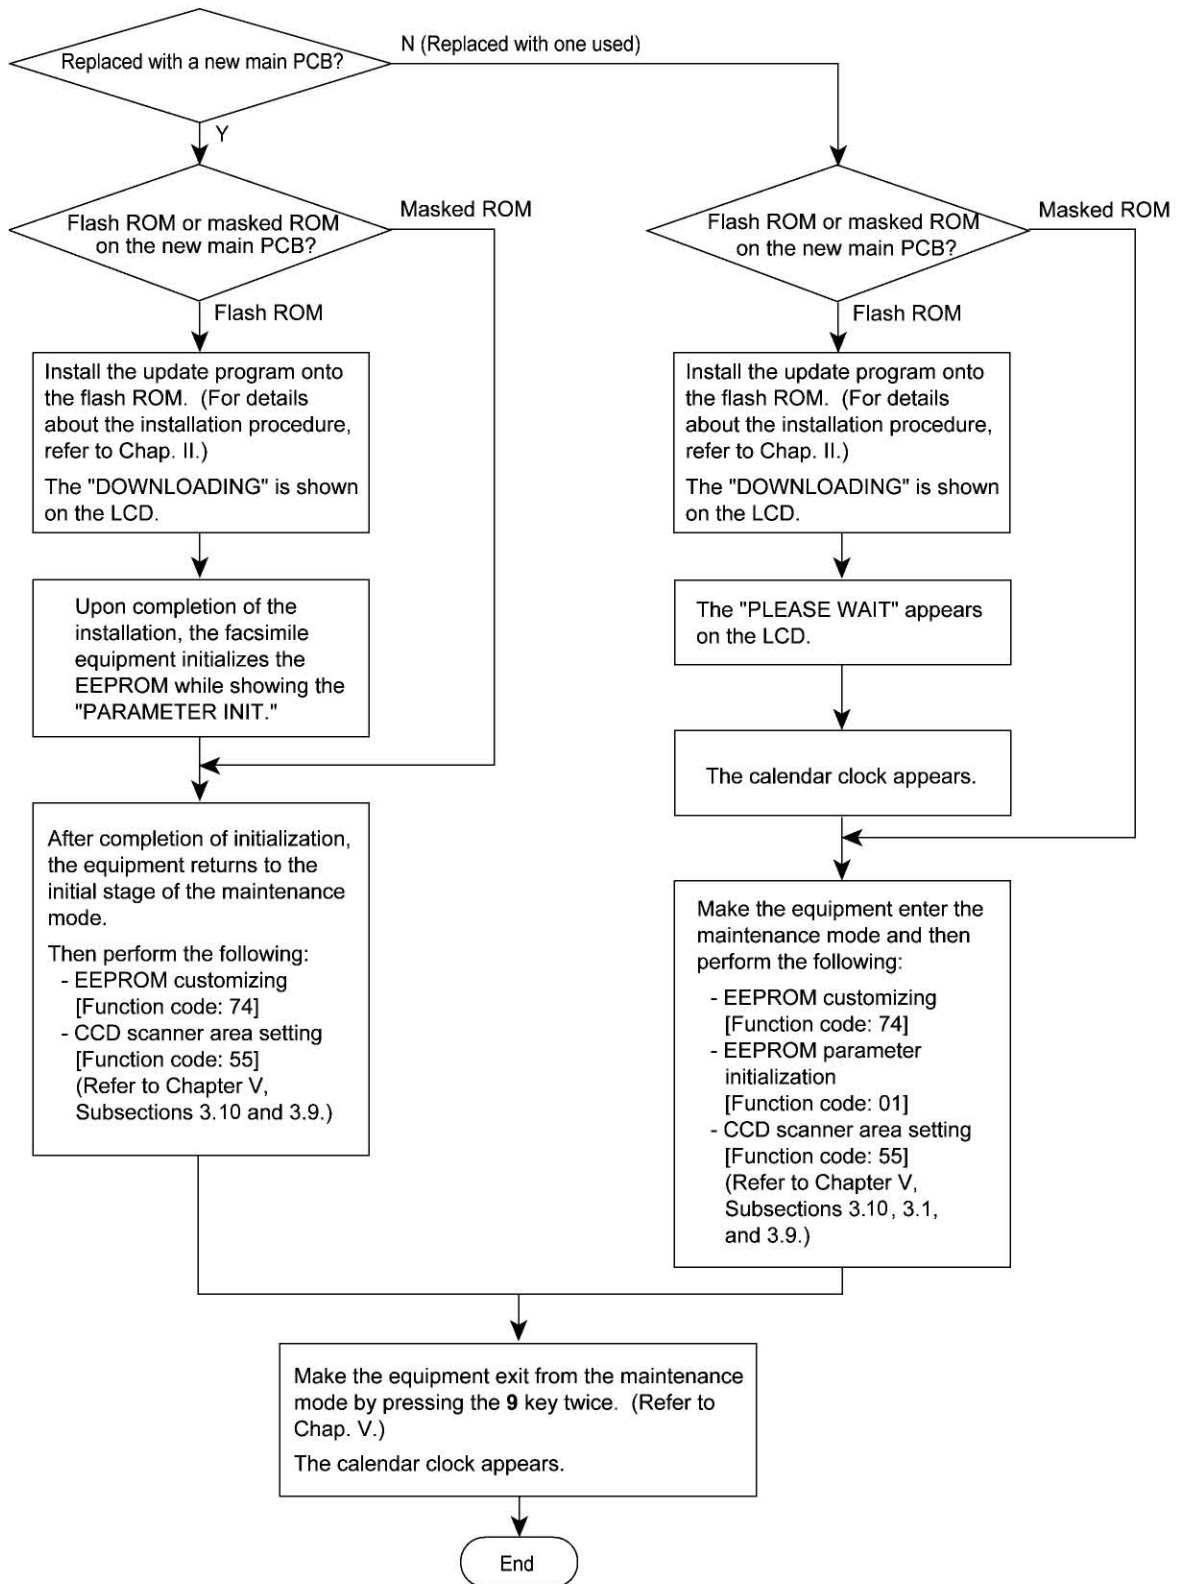 Replaced with a new main PCB?
N (Replaced with one used)
Y
Flash ROM or masked ROM
on the new main PCB?
Masked ROM
Flash ROM
Install the update program onto
the flash ROM.  (For details
about the installation procedure,
refer to Chap. II.)
The "DOWNLOADING" is shown
on the LCD.
Upon completion of the
installation, the facsimile
equipment initializes the
EEPROM while showing the
"PARAMETER INIT."
After completion of initialization,
the equipment returns to the
initial stage of the maintenance
mode.
Then perform the following:
- EEPROM customizing
[Function code: 74]
- CCD scanner area setting
[Function code: 55]
(Refer to Chapter V,
Subsections 3.10 and 3.9.)
Flash ROM or masked ROM
on the new main PCB?
Masked ROM
Flash ROM
Install the update program onto
the flash ROM.  (For details
about the installation procedure,
refer to Chap. II.)
The "DOWNLOADING" is shown
on the LCD.
The "PLEASE WAIT" appears
on the LCD.
The calendar clock appears.
Make the equipment enter the
maintenance mode and then
perform the following:
- EEPROM customizing
[Function code: 74]
- EEPROM parameter
initialization
[Function code: 01]
- CCD scanner area setting
[Function code: 55]
(Refer to Chapter V,
Subsections 3.10, 3.1,
and 3.9.)
Make the equipment exit from the maintenance
mode by pressing the 9 key twice.  (Refer to
Chap. V.)
The calendar clock appears.
End